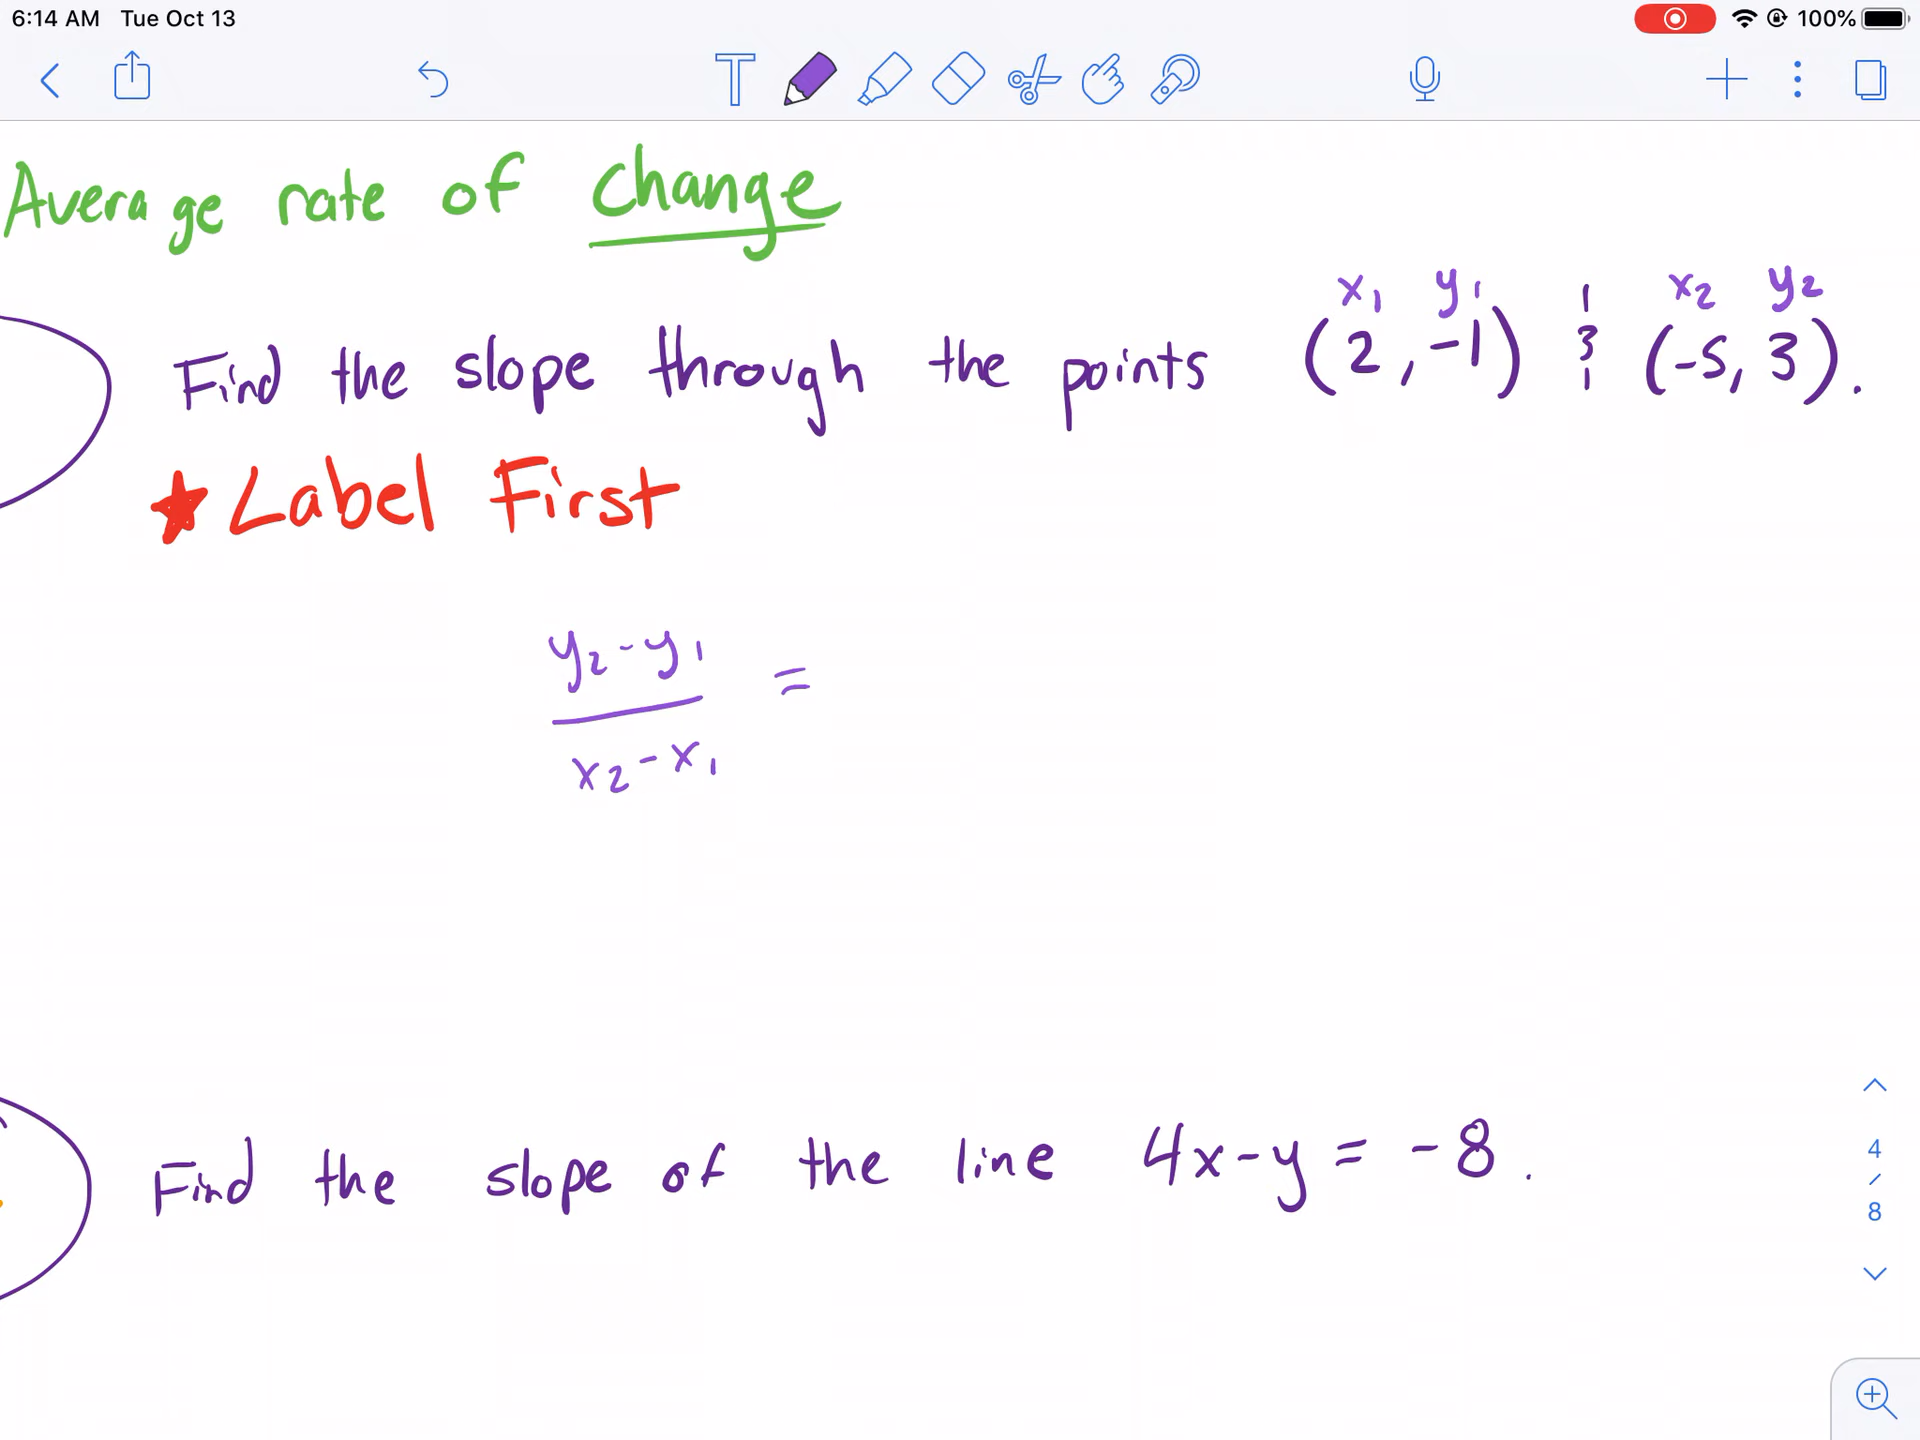 6:14 AM Tue Oct 13
100%
T
Average rate of change
x₁ y₁ x₂ y₂
Find the slope through the points (2, -1) & (-5, 3).
Label First
y₂-y₁
=
x₂-x₁
Find the slope of the line 4x-y = -8.
4
/
8